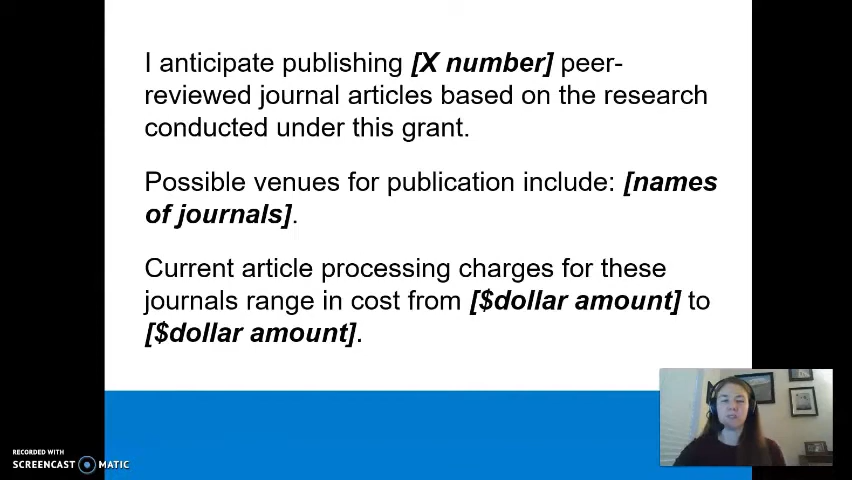 I anticipate publishing [X number] peer-
reviewed journal articles based on the research
conducted under this grant.
Possible venues for publication include: [names
of journals].
Current article processing charges for these
journals range in cost from [$dollar amount] to
[$dollar amount].
RECORDED WITH
SCREENCAST MATIC